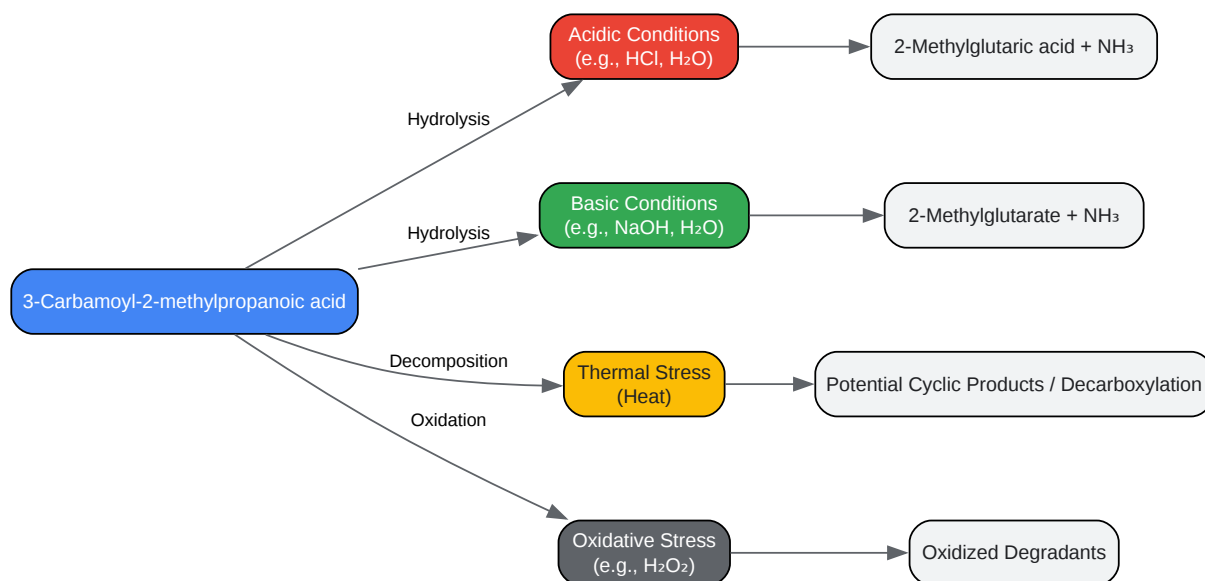 Acidic Conditions
(e.g., HCl, H₂O)
2-Methylglutaric acid + NH₃
Hydrolysis
Basic Conditions
(e.g., NaOH, H₂O)
2-Methylglutarate + NH₃
Hydrolysis
3-Carbamoyl-2-methylpropanoic acid
Decomposition
Thermal Stress
(Heat)
Potential Cyclic Products / Decarboxylation
Oxidation
Oxidative Stress
(e.g., H₂O₂)
Oxidized Degradants